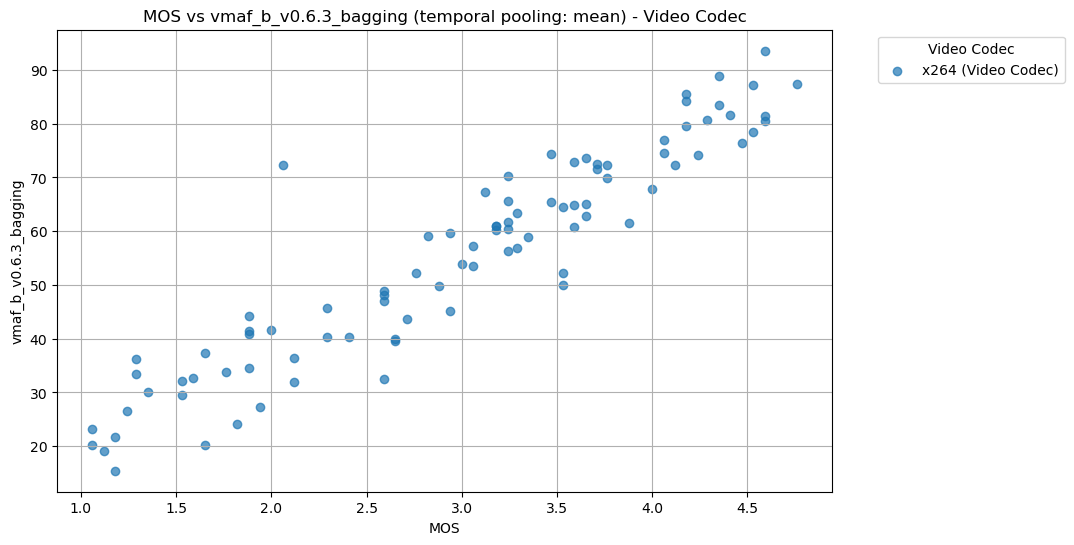 MOS vs vmaf_b_v0.6.3_bagging (temporal pooling: mean) - Video Codec
Video Codec
x264 (Video Codec)
vmaf_b_v0.6.3_bagging
90
80
70
60
50
40
30
20
1.0 1.5 2.0 2.5 3.0 3.5 4.0 4.5
MOS